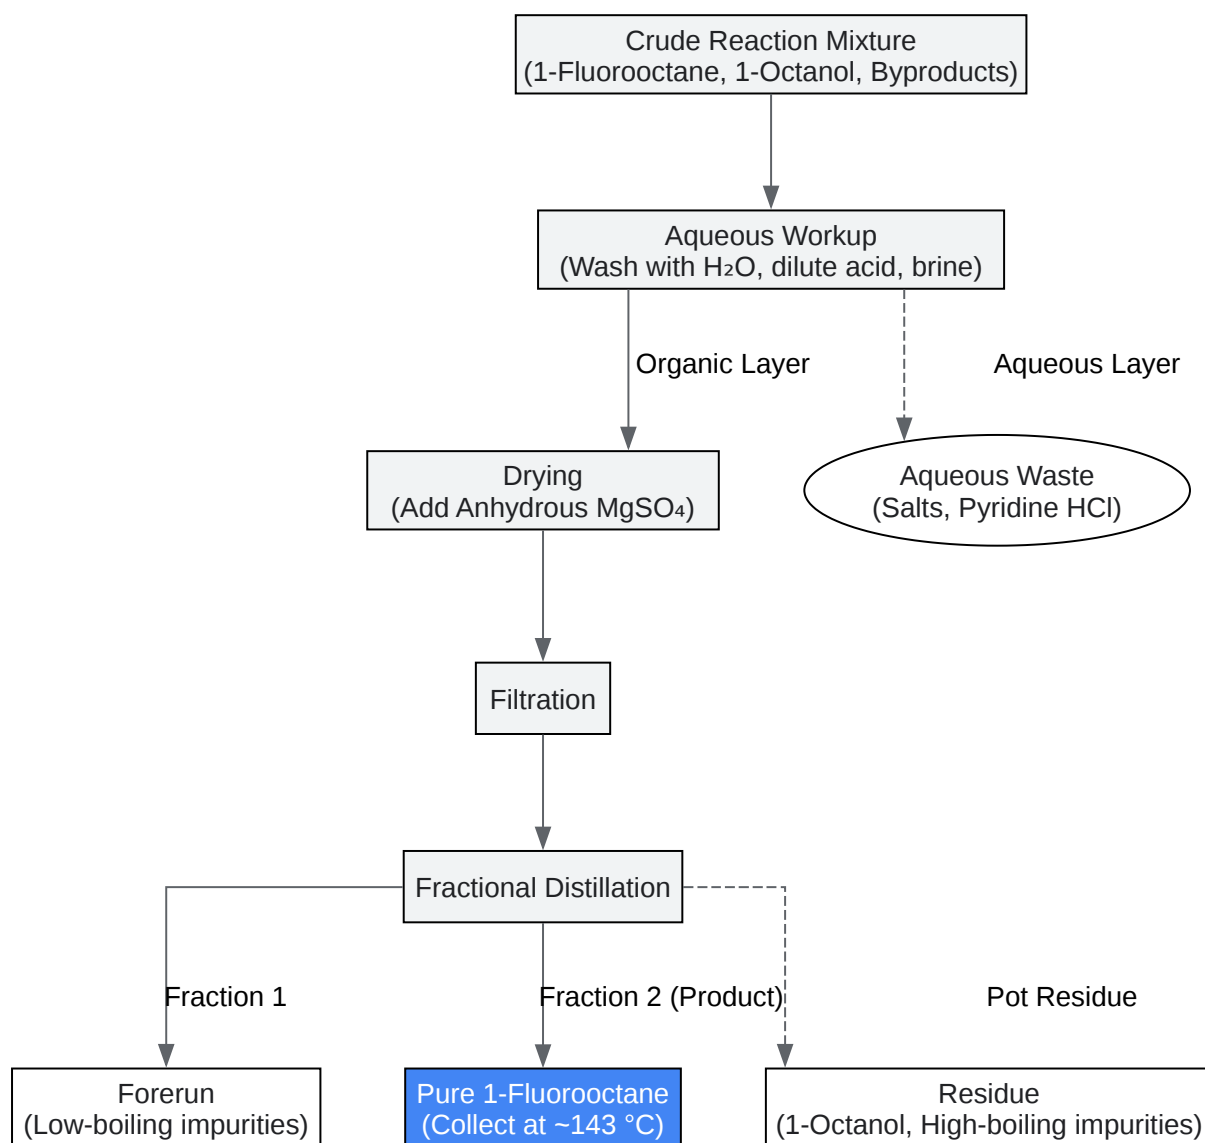 Crude Reaction Mixture
(1-Fluorooctane, 1-Octanol, Byproducts)
Aqueous Workup
(Wash with H₂O, dilute acid, brine)
Organic Layer
Aqueous Layer
Drying
(Add Anhydrous MgSO₄)
Aqueous Waste
(Salts, Pyridine HCl)
Filtration
Fractional Distillation
Fraction 1
Fraction 2 (Product)
Pot Residue
Forerun
(Low-boiling impurities)
Pure 1-Fluorooctane
(Collect at ~143 °C)
Residue
(1-Octanol, High-boiling impurities)